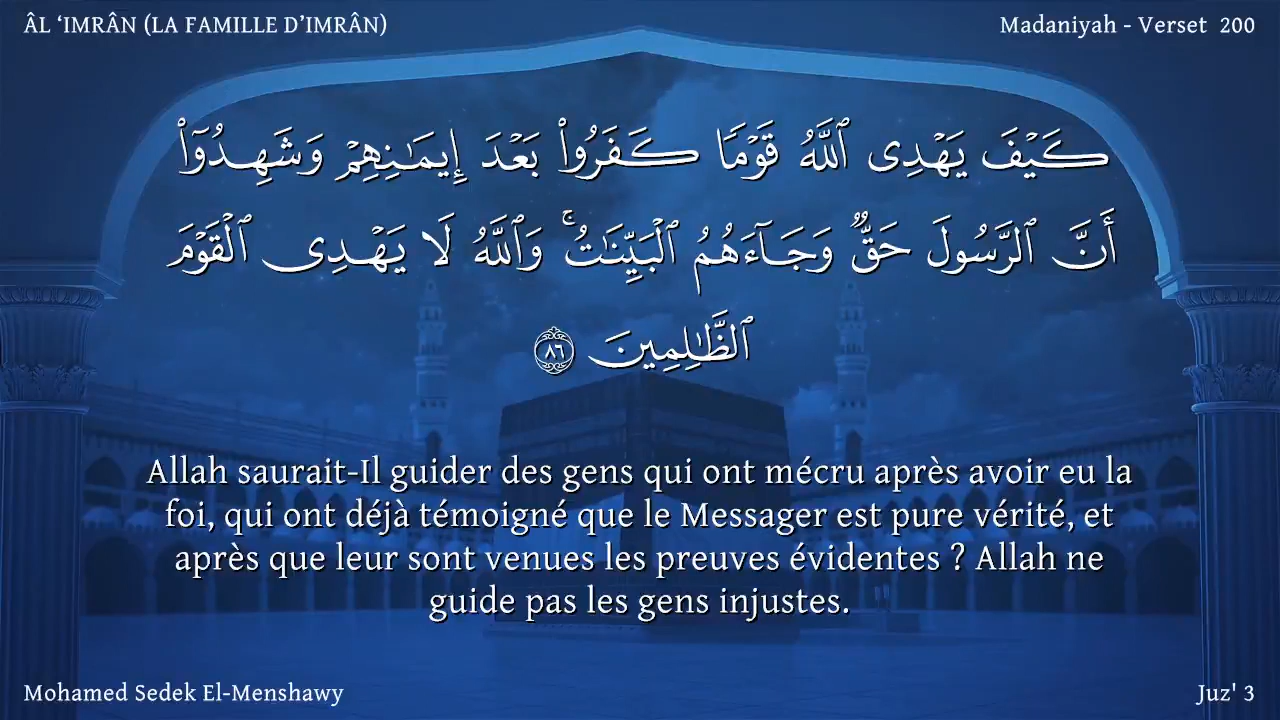 ÂL ‘IMRÂN (LA FAMILLE D’IMRÂN)
Madaniyah - Verset 200
كَيْفَ يَهْدِى ٱللَّهُ قَوْمًا كَفَرُوا۟ بَعْدَ إِيمَـٰنِهِمْ وَشَهِدُوٓا۟
أَنَّ ٱلرَّسُولَ حَقٌّ وَجَآءَهُمُ ٱلْبَيِّنَـٰتُ ۚ وَٱللَّهُ لَا يَهْدِى ٱلْقَوْمَ
ٱلظَّـٰلِمِينَ ٨٦
Allah saurait-Il guider des gens qui ont mécru après avoir eu la
foi, qui ont déjà témoigné que le Messager est pure vérité, et
après que leur sont venues les preuves évidentes ? Allah ne
guide pas les gens injustes.
Mohamed Sedek El-Menshawy
Juz' 3